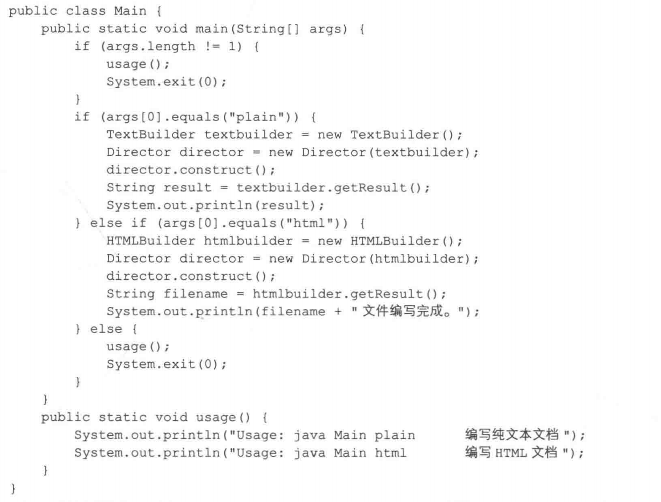 public class Main {
    public static void main(String[] args) {
        if (args.length != 1) {
            usage();
            System.exit(0);
        }
        if (args[0].equals("plain")) {
            TextBuilder textbuilder = new TextBuilder();
            Director director = new Director(textbuilder);
            director.construct();
            String result = textbuilder.getResult();
            System.out.println(result);
        } else if (args[0].equals("html")) {
            HTMLBuilder htmlbuilder = new HTMLBuilder();
            Director director = new Director(htmlbuilder);
            director.construct();
            String filename = htmlbuilder.getResult();
            System.out.println(filename + "文件编写完成。");
        } else {
            usage();
            System.exit(0);
        }
    }
    public static void usage() {
        System.out.println("Usage: java Main plain      编写纯文本文档");
        System.out.println("Usage: java Main html       编写HTML文档");
    }
}